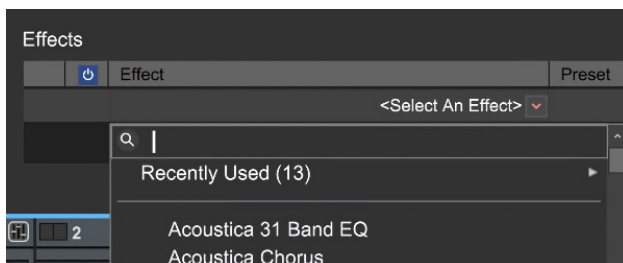 Effects
Effect Preset
<Select An Effect>
Recently Used (13)
Acoustica 31 Band EQ
2
Acoustica Chorus